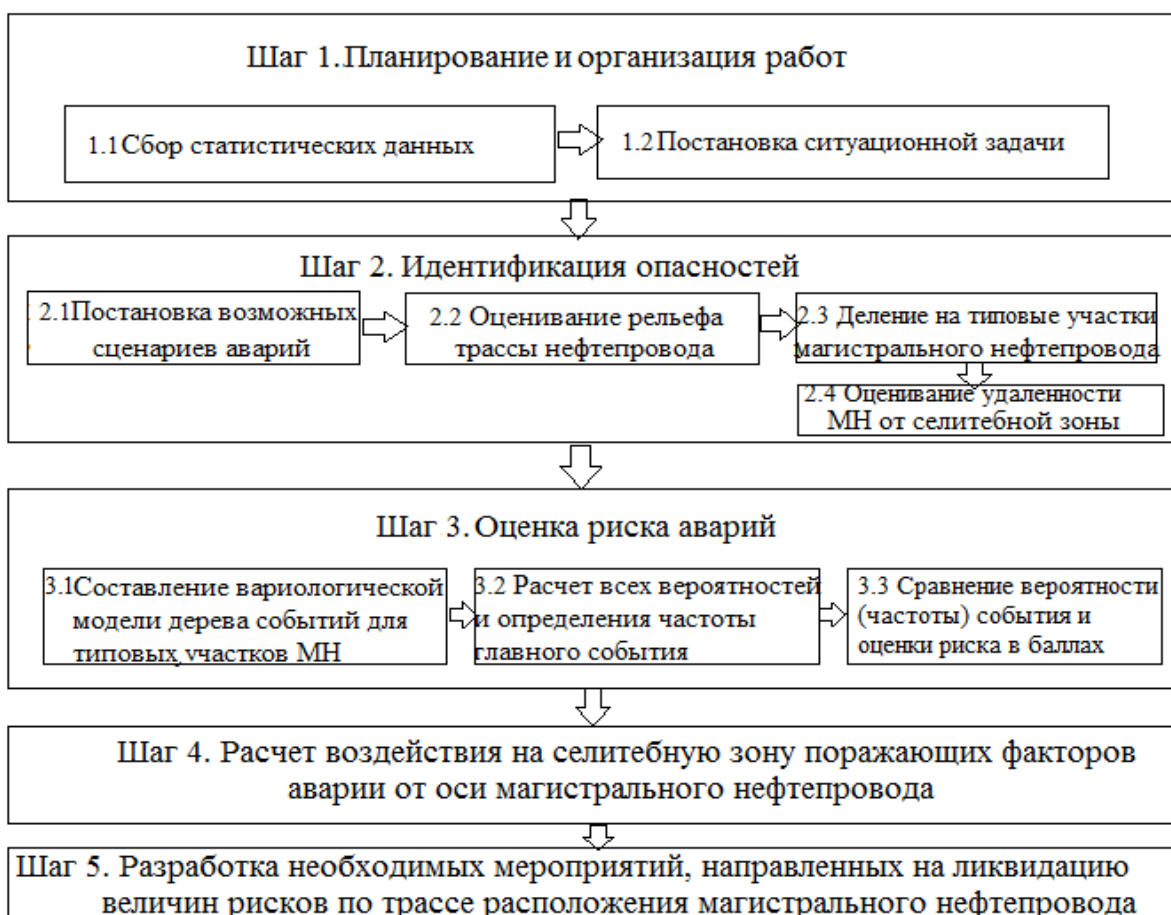 Шаг 1.Планирование и организация работ
1.1Сбор статистических данных
1.2Постановка ситуационной задачи
Шаг 2. Идентификация опасностей
2.1Постановка возможных
сценариев аварий
2.2 Оценивание рельефа
трассы нефтепровода
2.3 Деление на типовые участки
магистрального нефтепровода
2.4 Оценивание удаленности
МН от селитебной зоны
Шаг 3. Оценка риска аварий
3.1Составление вариологической
модели дерева событий для
типовых участков МН
3.2 Расчет всех вероятностей
и определения частоты
главного события
3.3 Сравнение вероятности
(частоты) события и
оценки риска в баллах
Шаг 4. Расчет воздействия на селитебную зону поражающих факторов
аварии от оси магистрального нефтепровода
Шаг 5. Разработка необходимых мероприятий, направленных на ликвидацию
величин рисков по трассе расположения магистрального нефтепровода